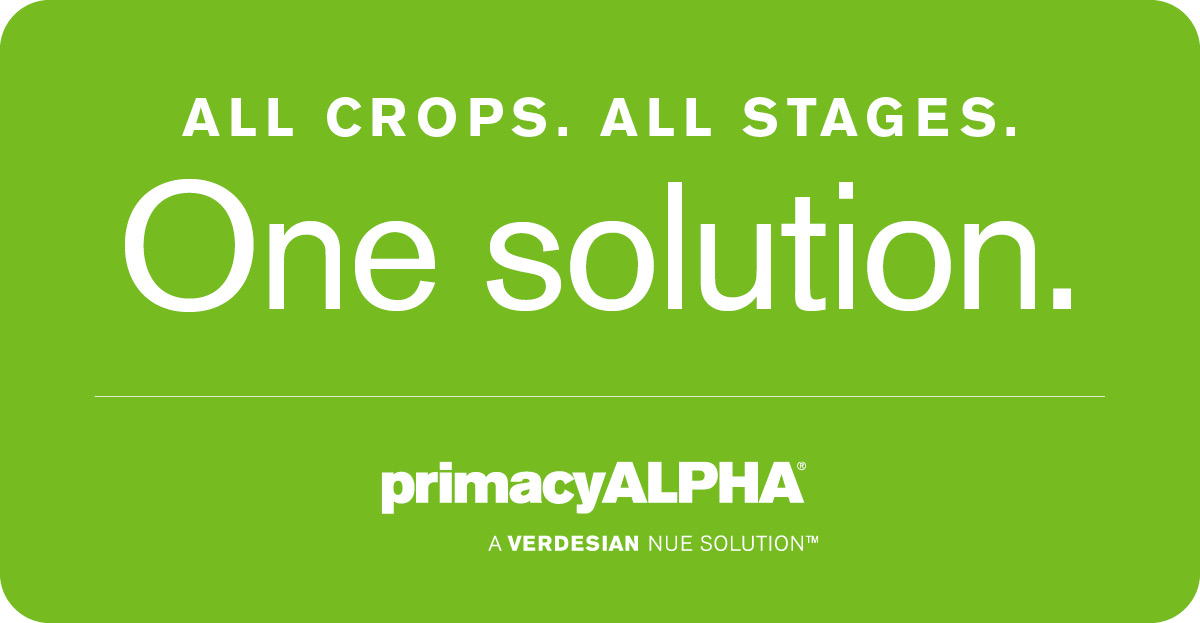 ALL CROPS. ALL STAGES.
One solution.
primacyALPHA®
A VERDESIAN NUE SOLUTION™